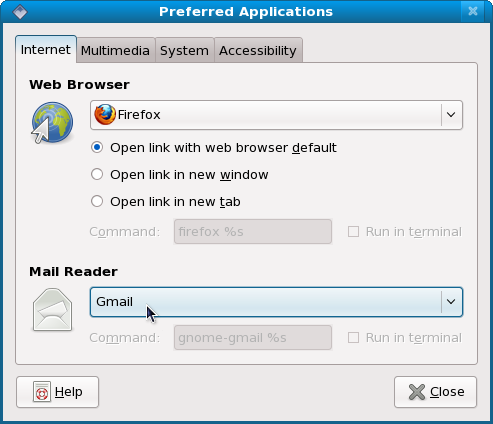 Preferred Applications
Internet Multimedia System Accessibility
Web Browser
Firefox
Open link with web browser default
Open link in new window
Open link in new tab
Command: firefox %s Run in terminal
Mail Reader
Gmail
Command: gnome-gmail %s Run in terminal
Help Close